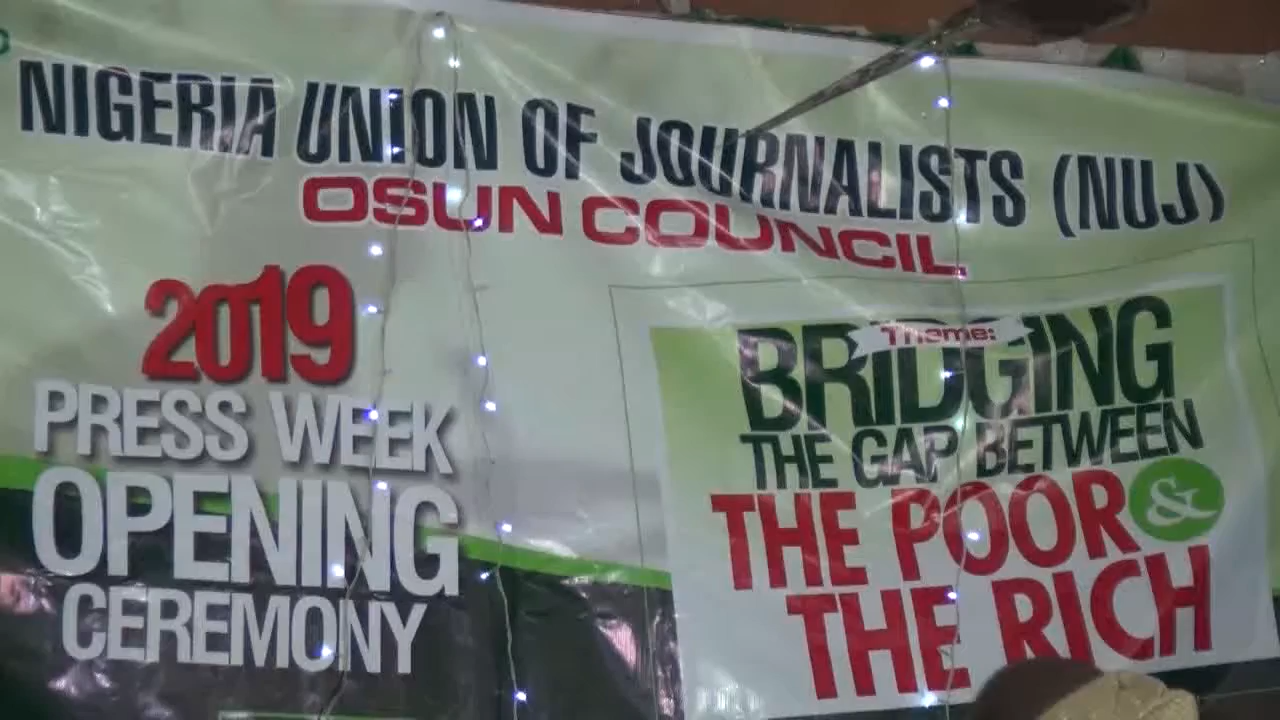 NIGERIA UNION OF JOURNALISTS (NUJ)
OSUN COUNCIL
2019
PRESS WEEK
OPENING
CEREMONY
Theme:
BRIDGING
THE GAP BETWEEN
THE POOR &
THE RICH